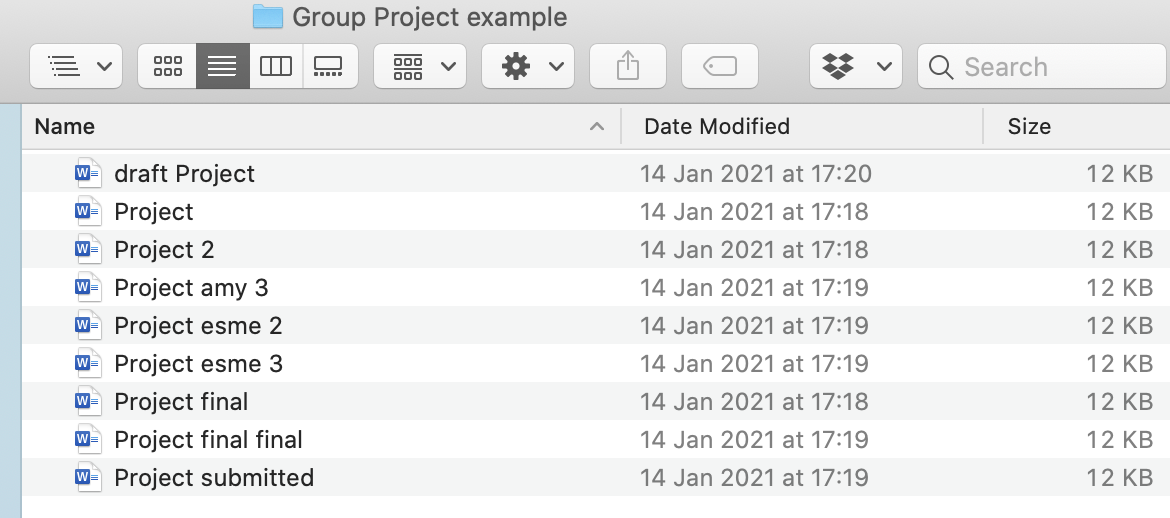 Group Project example
Search
Name Date Modified Size
W draft Project 14 Jan 2021 at 17:20 12 KB
W Project 14 Jan 2021 at 17:18 12 KB
W Project 2 14 Jan 2021 at 17:18 12 KB
W Project amy 3 14 Jan 2021 at 17:19 12 KB
W Project esme 2 14 Jan 2021 at 17:19 12 KB
W Project esme 3 14 Jan 2021 at 17:19 12 KB
W Project final 14 Jan 2021 at 17:18 12 KB
W Project final final 14 Jan 2021 at 17:19 12 KB
W Project submitted 14 Jan 2021 at 17:19 12 KB